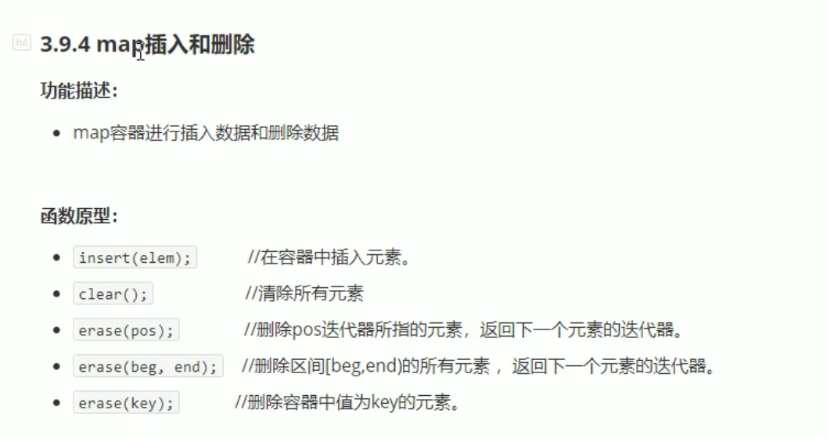 h4
3.9.4 map插入和删除
功能描述：
• map容器进行插入数据和删除数据
函数原型：
• insert(elem); //在容器中插入元素。
• clear(); //清除所有元素
• erase(pos); //删除pos迭代器所指的元素，返回下一个元素的迭代器。
• erase(beg, end); //删除区间[beg,end)的所有元素 ，返回下一个元素的迭代器。
• erase(key); //删除容器中值为key的元素。